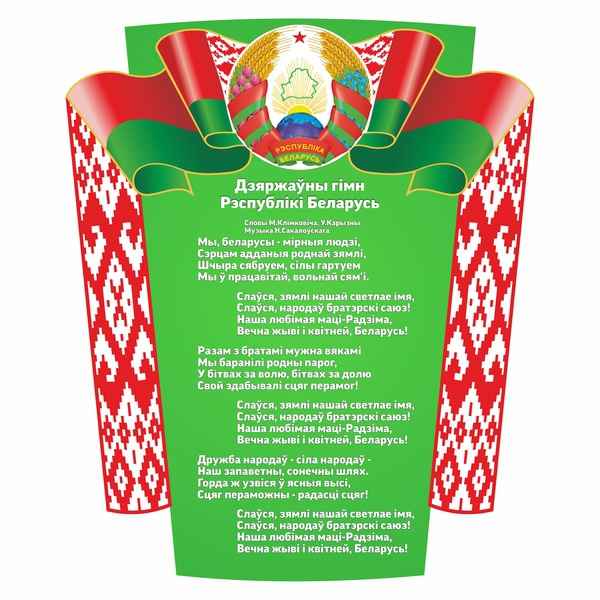 РЭСПУБЛІКА
БЕЛАРУСЬ
Дзяржаўны гімн
Рэспублікі Беларусь
Словы М.Клімковіча, У.Карызны
Музыка Н.Сакалоўскага
Мы, беларусы - мірныя людзі,
Сэрцам адданыя роднай зямлі,
Шчыра сябруем, сілы гартуем
Мы ў працавітай, вольнай сям'і.
Слаўся, зямлі нашай светлае імя,
Слаўся, народаў братэрскі саюз!
Наша любімая маці-Радзіма,
Вечна жыві і квітней, Беларусь!
Разам з братамі мужна вякамі
Мы баранілі родны парог,
У бітвах за волю, бітвах за долю
Свой здабывалі сцяг перамог!
Слаўся, зямлі нашай светлае імя,
Слаўся, народаў братэрскі саюз!
Наша любімая маці-Радзіма,
Вечна жыві і квітней, Беларусь!
Дружба народаў - сіла народаў -
Наш запаветны, сонечны шлях.
Горда ж узвіся ў ясныя высі,
Сцяг пераможны - радасці сцяг!
Слаўся, зямлі нашай светлае імя,
Слаўся, народаў братэрскі саюз!
Наша любімая маці-Радзіма,
Вечна жыві і квітней, Беларусь!